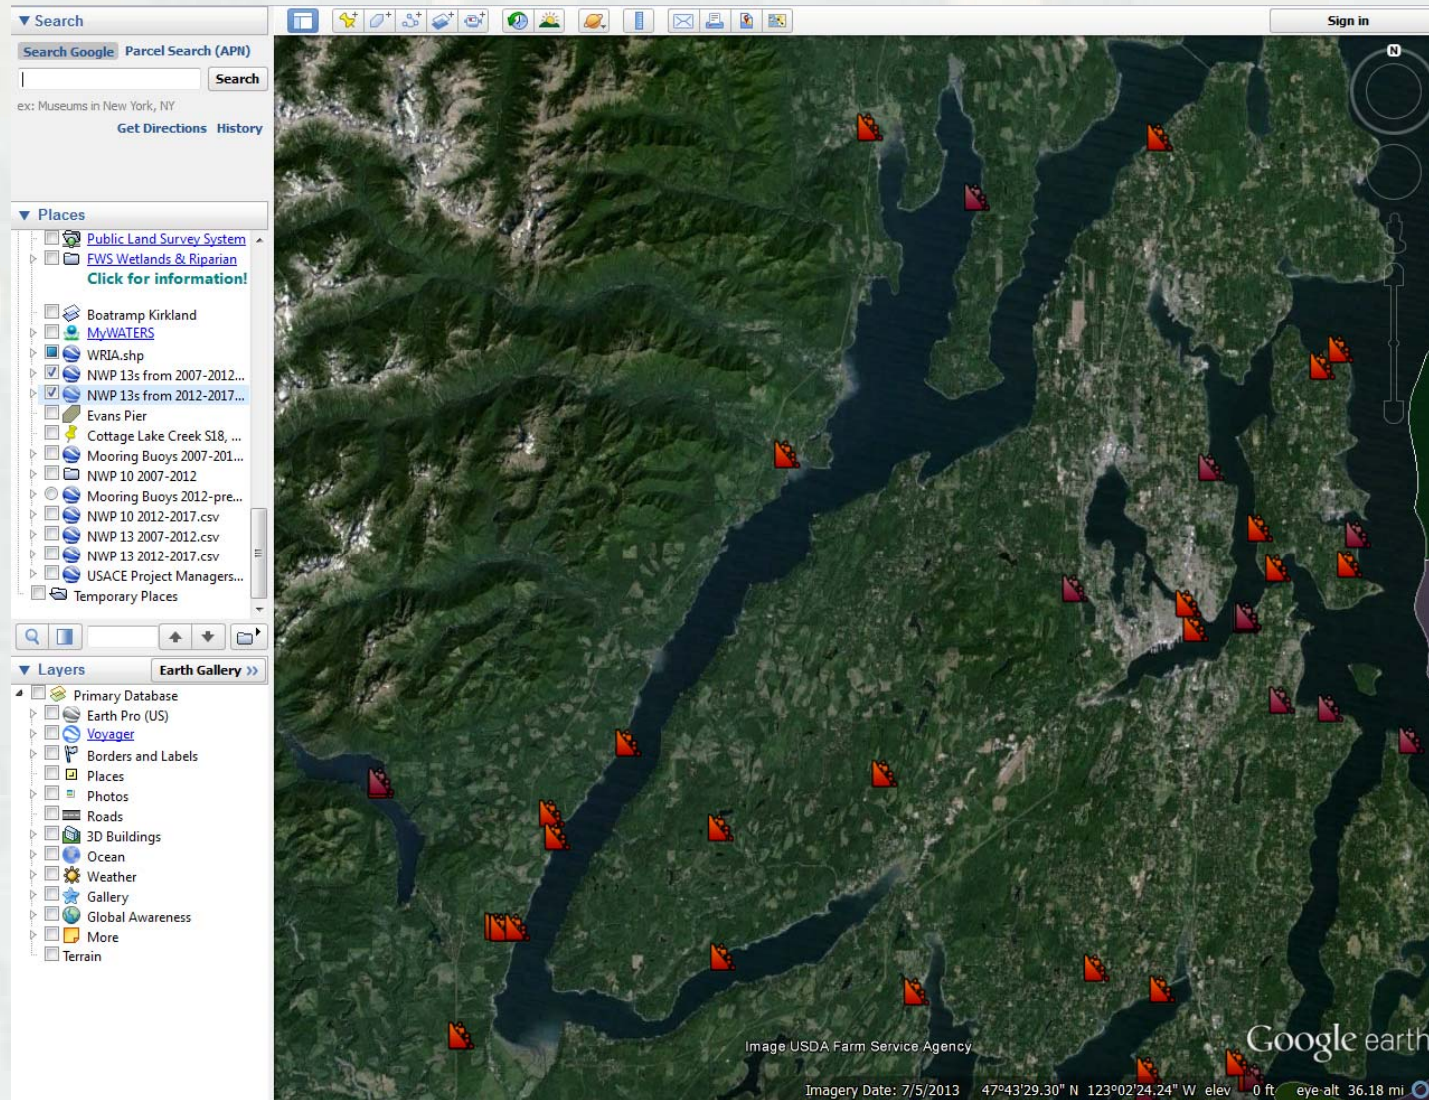 Search
Search Google Parcel Search (APN)
Search
ex: Museums in New York, NY
Get Directions History
Places
Public Land Survey System
FWS Wetlands & Riparian
Click for information!
Boatramp Kirkland
MyWATERS
WRIA.shp
NWP 13s from 2007-2012...
NWP 13s from 2012-2017...
Evans Pier
Cottage Lake Creek S18, ...
Mooring Buoys 2007-201...
NWP 10 2007-2012
Mooring Buoys 2012-pre...
NWP 10 2012-2017.csv
NWP 13 2007-2012.csv
NWP 13 2012-2017.csv
USACE Project Managers...
Temporary Places
Layers Earth Gallery >>
Primary Database
Earth Pro (US)
Voyager
Borders and Labels
Places
Photos
Roads
3D Buildings
Ocean
Weather
Gallery
Global Awareness
More
Terrain
Sign in
N
Image USDA Farm Service Agency
Google earth
Imagery Date: 7/5/2013 47°43'29.30" N 123°02'24.24" W elev 0 ft eye alt 36.18 mi